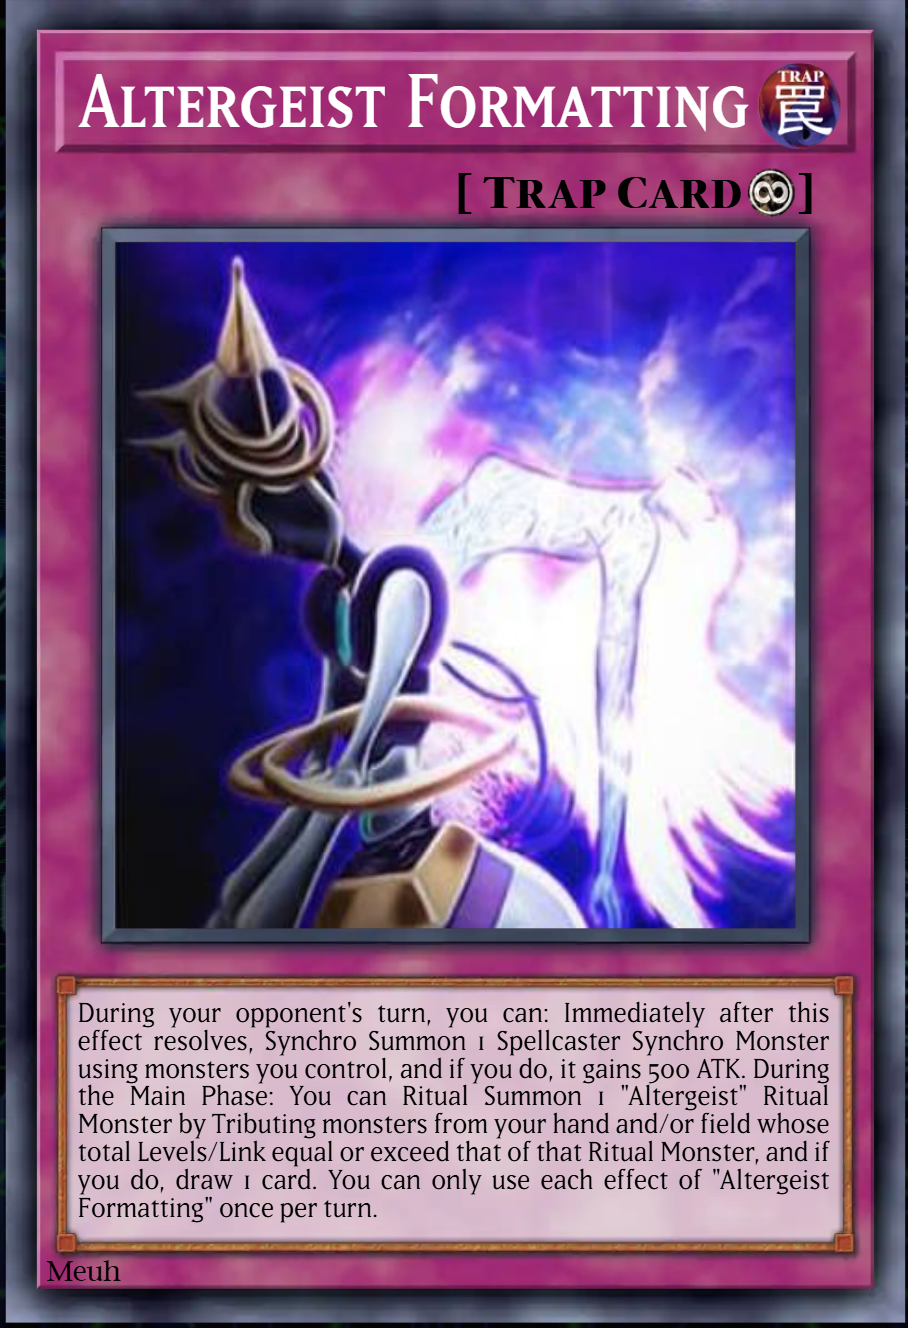 Altergeist Formatting
TRAP
罠
[ Trap Card ]
During your opponent's turn, you can: Immediately after this
effect resolves, Synchro Summon 1 Spellcaster Synchro Monster
using monsters you control, and if you do, it gains 500 ATK. During
the Main Phase: You can Ritual Summon 1 "Altergeist" Ritual
Monster by Tributing monsters from your hand and/or field whose
total Levels/Link equal or exceed that of that Ritual Monster, and if
you do, draw 1 card. You can only use each effect of "Altergeist
Formatting" once per turn.
Meuh